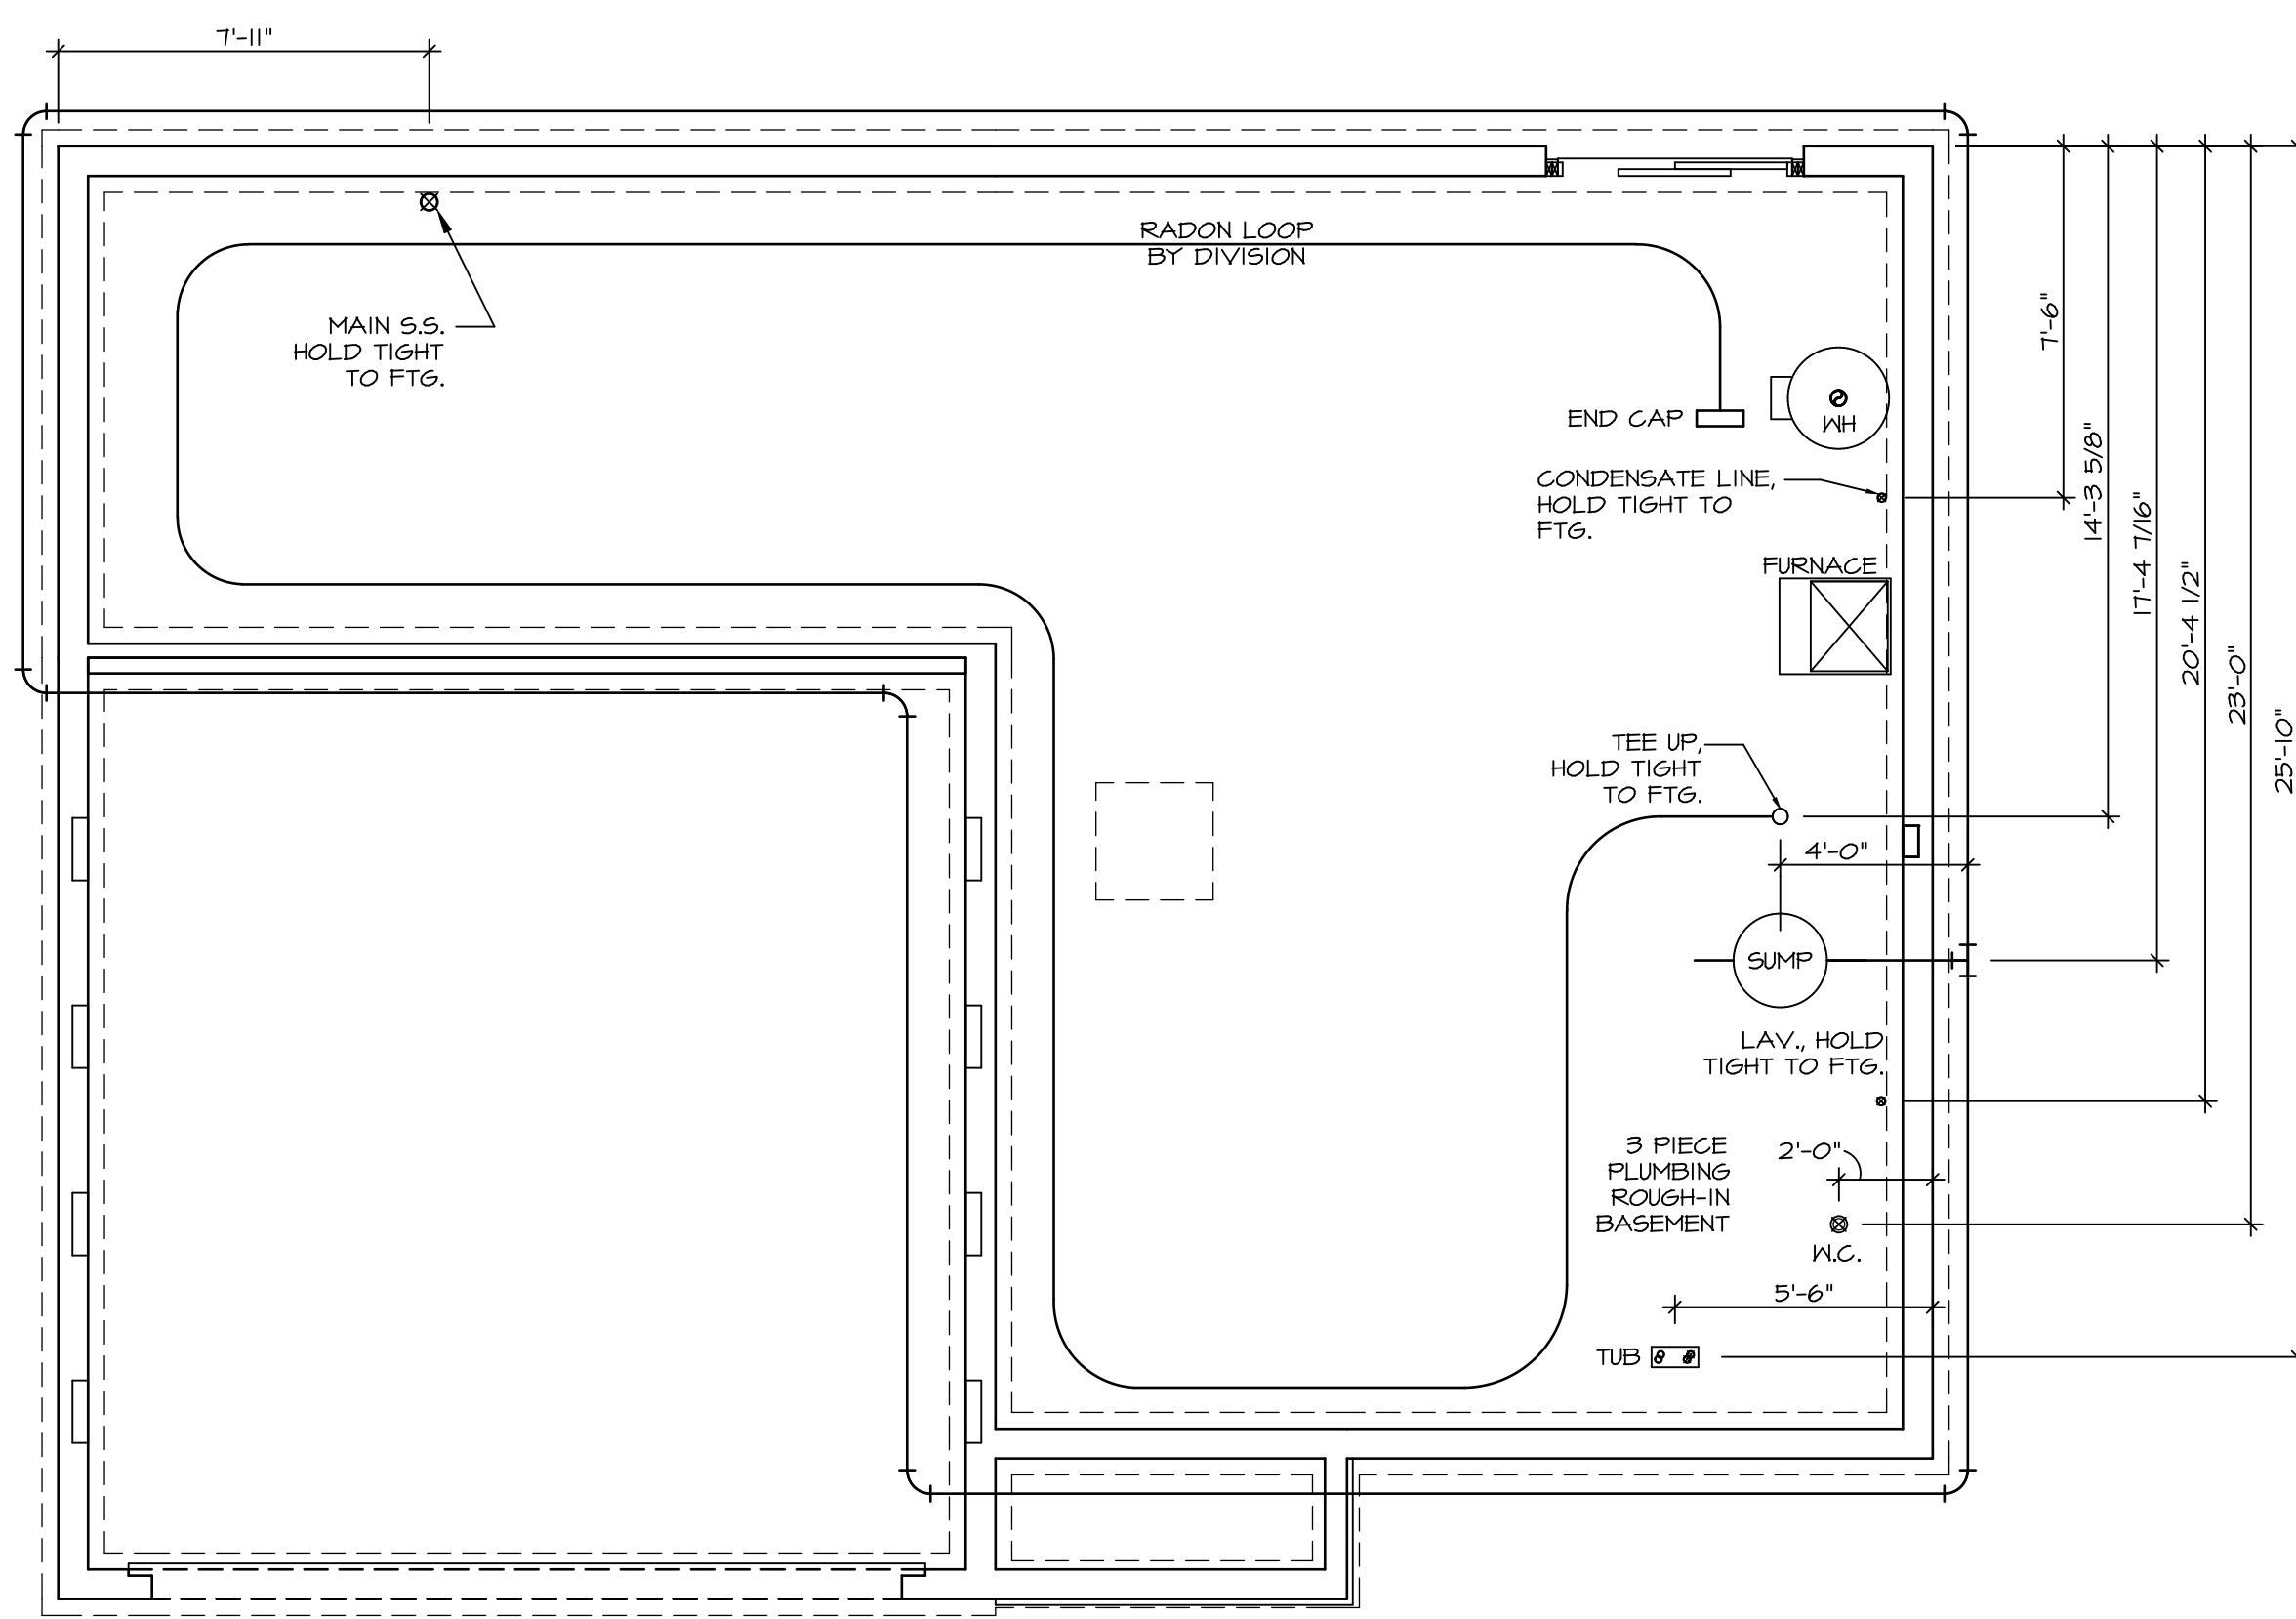 7'-11"
RADON LOOP
BY DIVISION
MAIN S.S.
HOLD TIGHT
TO FTG.
END CAP
WH
CONDENSATE LINE,
HOLD TIGHT TO
FTG.
FURNACE
TEE UP,
HOLD TIGHT
TO FTG.
4'-0"
SUMP
LAV., HOLD
TIGHT TO FTG.
3 PIECE
PLUMBING
ROUGH-IN
BASEMENT
2'-0"
W.C.
5'-6"
TUB
7'-6"
14'-3 5/8"
17'-4 7/16"
20'-4 1/2"
23'-0"
25'-10"